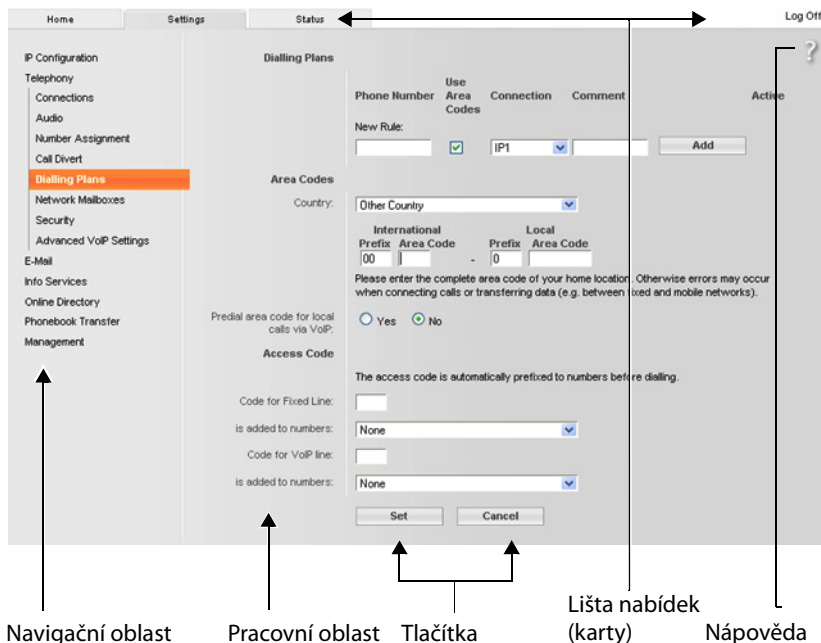 Home Settings Status Log Off
?
IP Configuration
Telephony
Connections
Audio
Number Assignment
Call Divert
Dialling Plans
Network Mailboxes
Security
Advanced VoIP Settings
E-Mail
Info Services
Online Directory
Phonebook Transfer
Management
Dialling Plans
Phone Number Use Area Codes Connection Comment Active
New Rule:
IP1 Add
Area Codes
Country: Other Country
International Local
Prefix Area Code Prefix Area Code
00 - 0
Please enter the complete area code of your home location. Otherwise errors may occur
when connecting calls or transferring data (e.g. between fixed and mobile networks).
Predial area code for local
calls via VoIP: Yes No
Access Code
The access code is automatically prefixed to numbers before dialling.
Code for Fixed Line:
is added to numbers: None
Code for VoIP line:
is added to numbers: None
Set Cancel
Navigační oblast Pracovní oblast Tlačítka
Lišta nabídek
(karty)
Nápověda